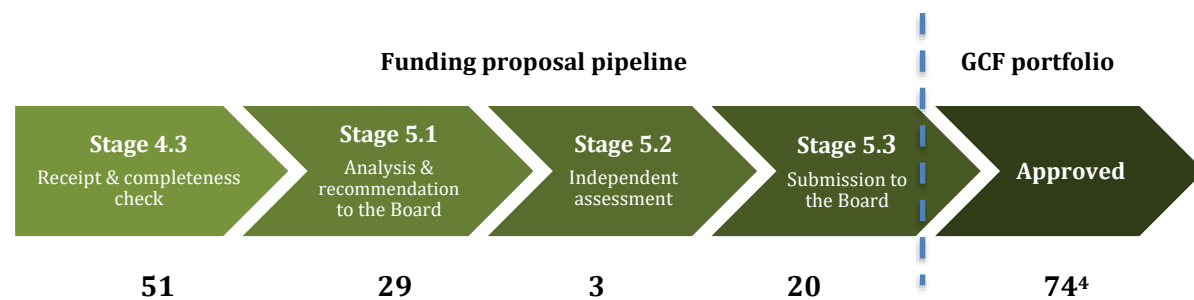 Funding proposal pipeline
GCF portfolio
Stage 4.3
Receipt & completeness
check
Stage 5.1
Analysis &
recommendation
to the Board
Stage 5.2
Independent
assessment
Stage 5.3
Submission to
the Board
Approved
51
29
3
20
74⁴